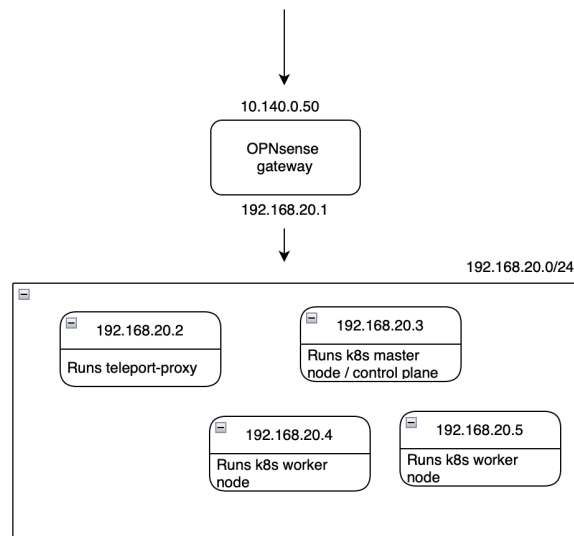 10.140.0.50
OPNsense
gateway
192.168.20.1
192.168.20.0/24
192.168.20.2
Runs teleport-proxy
192.168.20.3
Runs k8s master
node / control plane
192.168.20.4
Runs k8s worker
node
192.168.20.5
Runs k8s worker
node